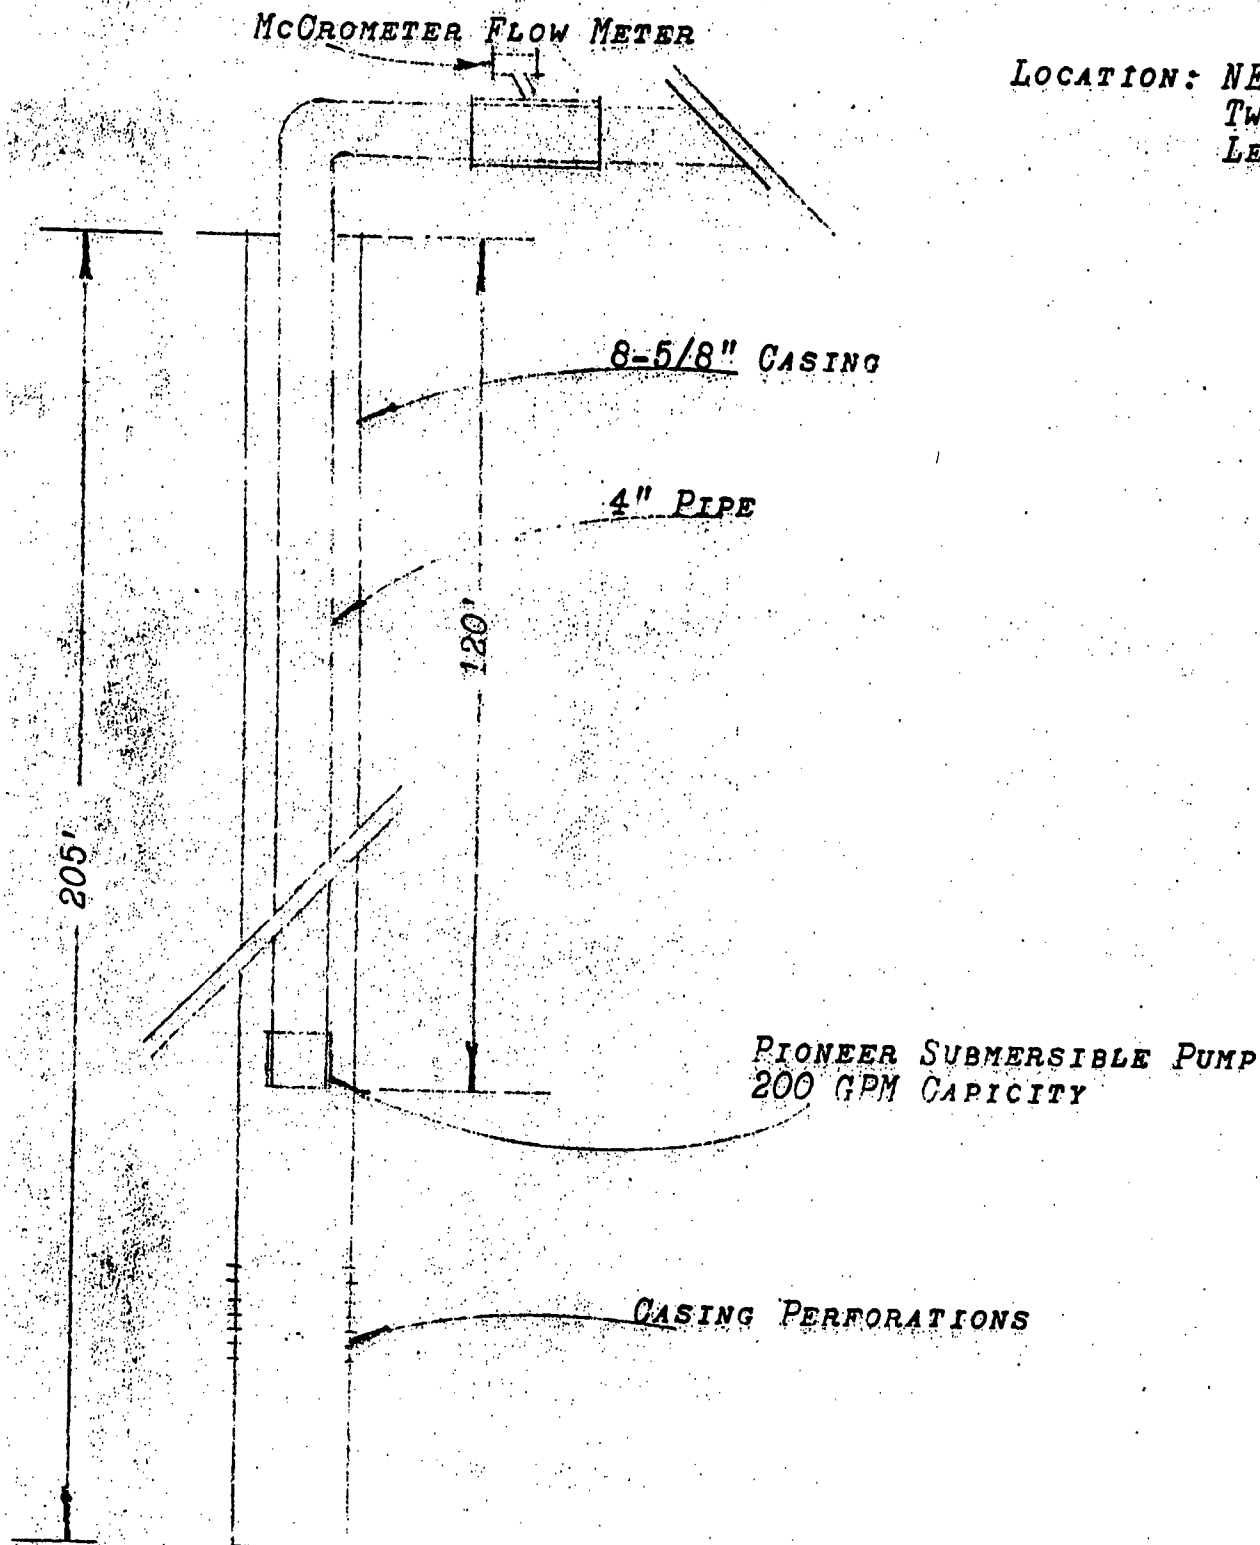 McCrometer Flow Meter
Location: NE
Tw
Le
8-5/8" Casing
4" Pipe
120'
205'
Pioneer Submersible Pump
200 GPM Capicity
Casing Perforations